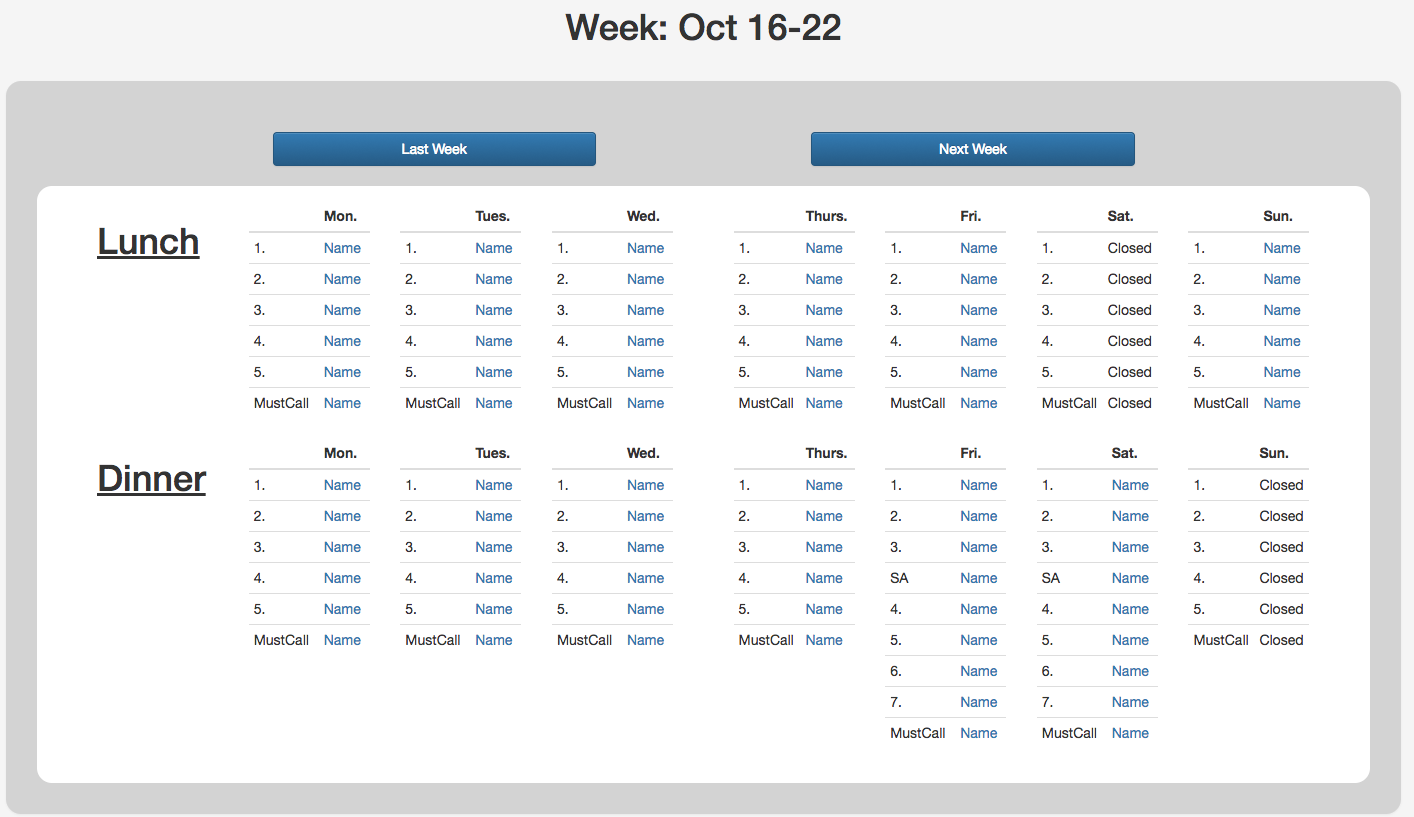 Week: Oct 16-22
Last Week Next Week
Mon. Tues. Wed. Thurs. Fri. Sat. Sun.
Lunch
1. Name 1. Name 1. Name 1. Name 1. Name 1. Closed 1. Name
2. Name 2. Name 2. Name 2. Name 2. Name 2. Closed 2. Name
3. Name 3. Name 3. Name 3. Name 3. Name 3. Closed 3. Name
4. Name 4. Name 4. Name 4. Name 4. Name 4. Closed 4. Name
5. Name 5. Name 5. Name 5. Name 5. Name 5. Closed 5. Name
MustCall Name MustCall Name MustCall Name MustCall Name MustCall Name MustCall Closed MustCall Name
Mon. Tues. Wed. Thurs. Fri. Sat. Sun.
Dinner
1. Name 1. Name 1. Name 1. Name 1. Name 1. Name 1. Closed
2. Name 2. Name 2. Name 2. Name 2. Name 2. Name 2. Closed
3. Name 3. Name 3. Name 3. Name 3. Name 3. Name 3. Closed
4. Name 4. Name 4. Name 4. Name SA Name SA Name 4. Closed
5. Name 5. Name 5. Name 5. Name 4. Name 4. Name 5. Closed
MustCall Name MustCall Name MustCall Name MustCall Name 5. Name 5. Name MustCall Closed
6. Name 6. Name
7. Name 7. Name
MustCall Name MustCall Name